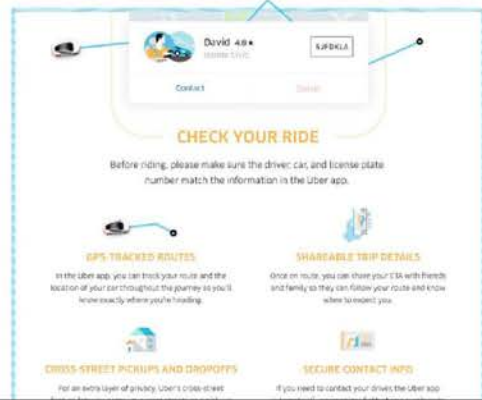 David 4.8★
Contact
CHECK YOUR RIDE
Before riding, please make sure the driver, car, and license plate
number match the information in the Uber app.
GPS-TRACKED ROUTES
In the Uber app, you can track your route and the
location of your car throughout the journey so you'll
know exactly where you're heading.
SHAREABLE TRIP DETAILS
Once en route, you can share your ETA with friends
and family so they can follow your route and know
when to expect you.
CROSS-STREET PICKUPS AND DROPOFFS
For an extra layer of privacy, Uber's cross-street
SECURE CONTACT INFO
If you need to contact your driver, the Uber app